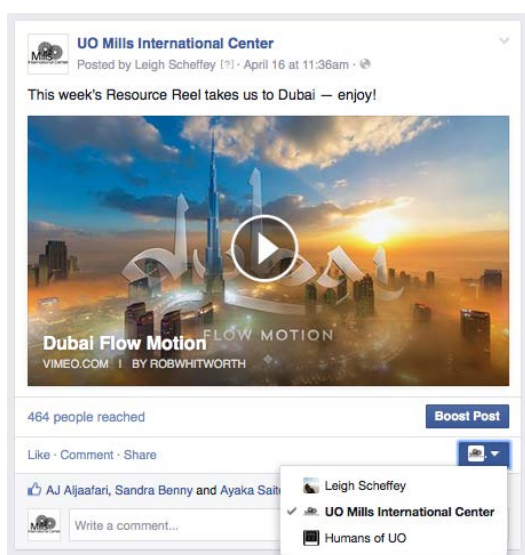 UO Mills International Center
Posted by Leigh Scheffey [?] · April 16 at 11:36am ·
This week's Resource Reel takes us to Dubai — enjoy!
dubai
FLOW MOTION
Dubai Flow Motion
VIMEO.COM | BY ROBWHITWORTH
464 people reached
Boost Post
Like · Comment · Share
AJ Aljaafari, Sandra Benny and Ayaka
Leigh Scheffey
✓ UO Mills International Center
Humans of UO
Mills
Write a comment...